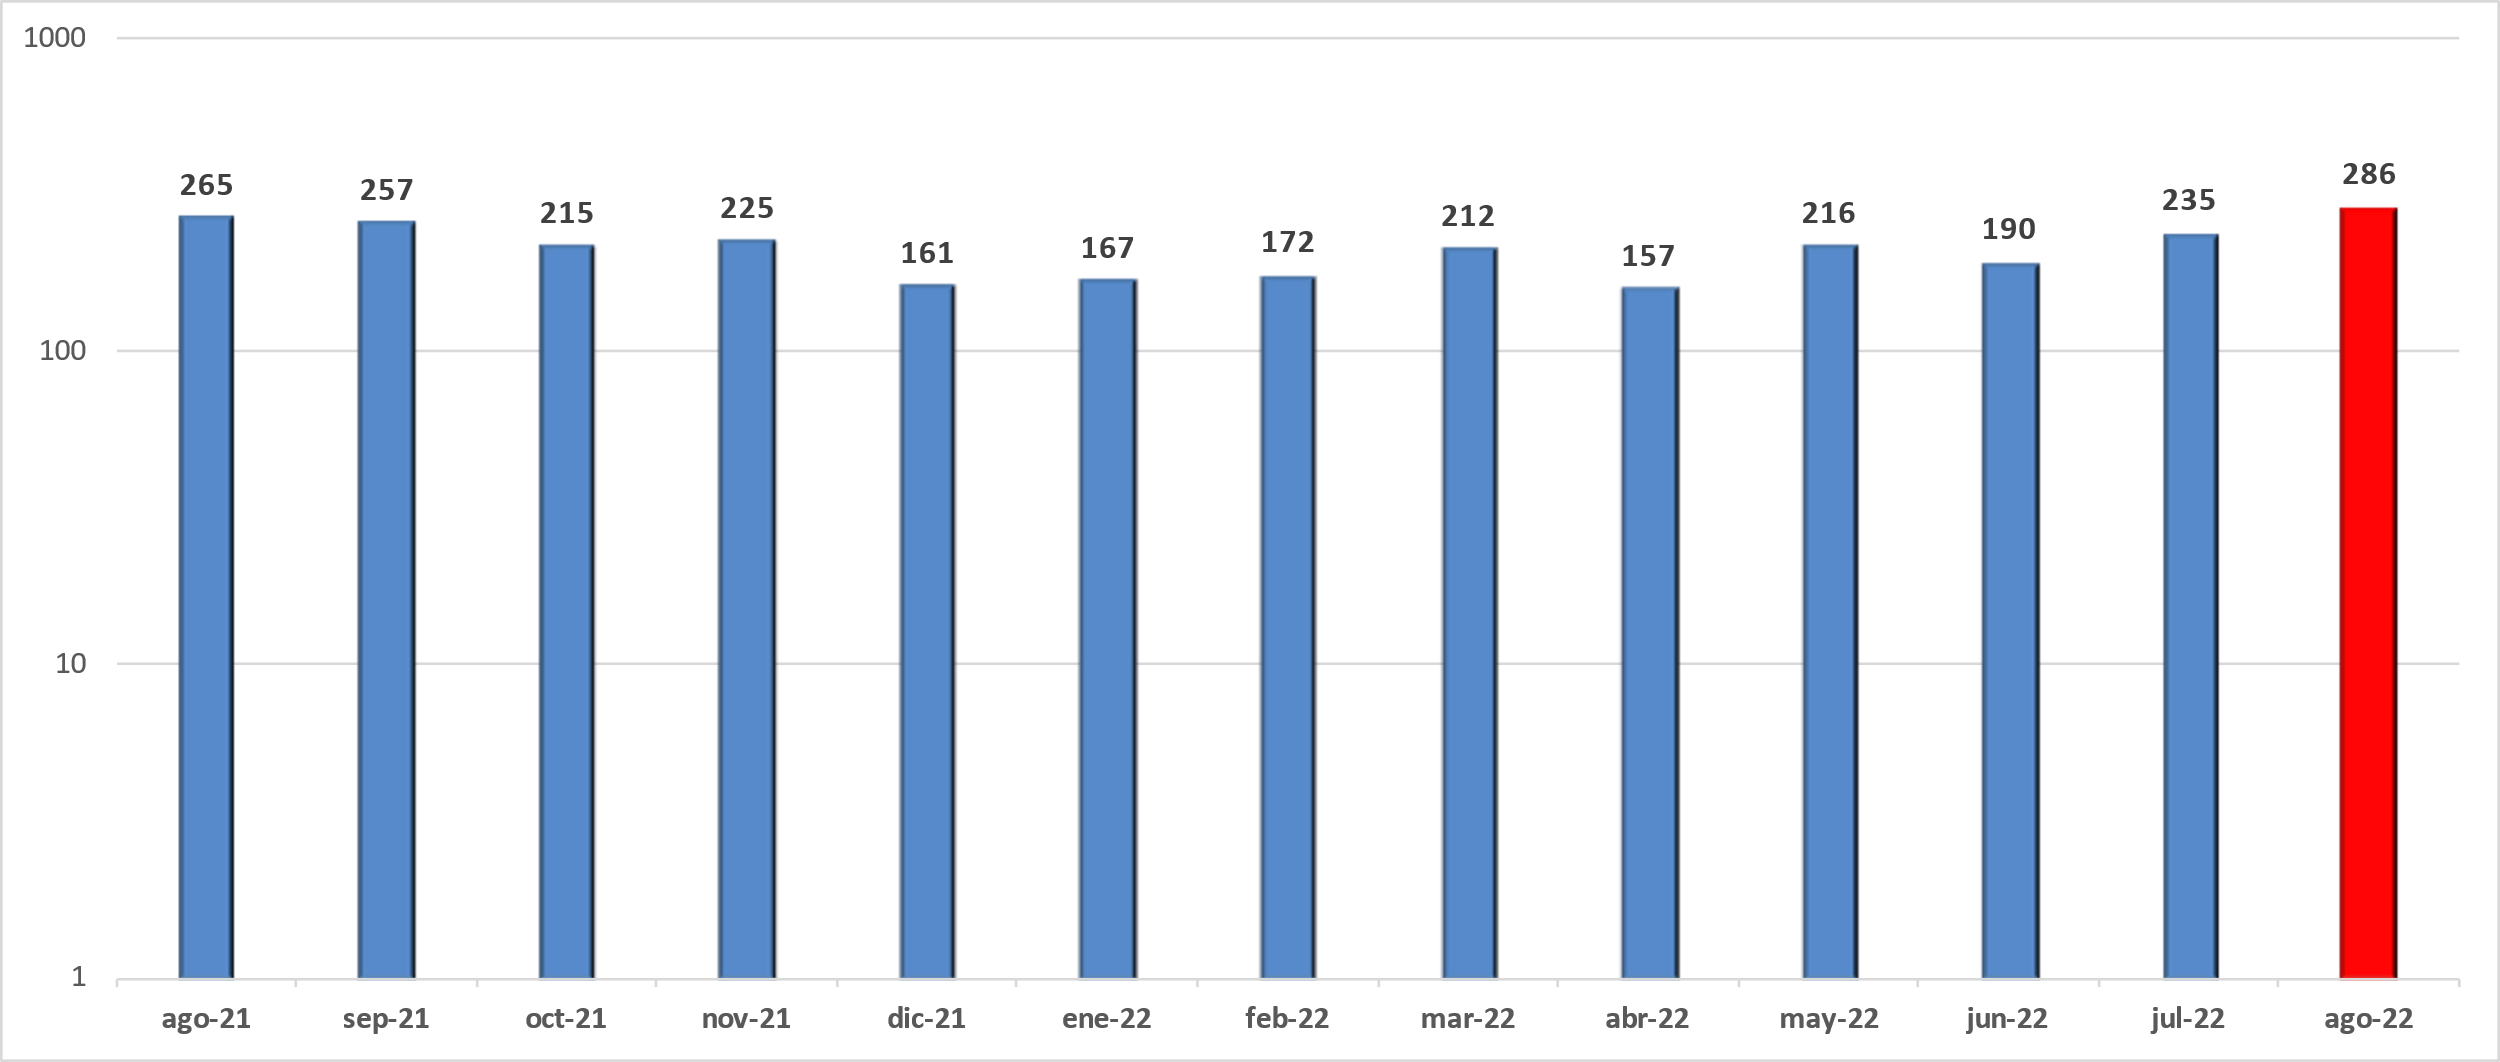 1000
100
10
1
265
257
215
225
161
167
172
212
157
216
190
235
286
ago-21
sep-21
oct-21
nov-21
dic-21
ene-22
feb-22
mar-22
abr-22
may-22
jun-22
jul-22
ago-22